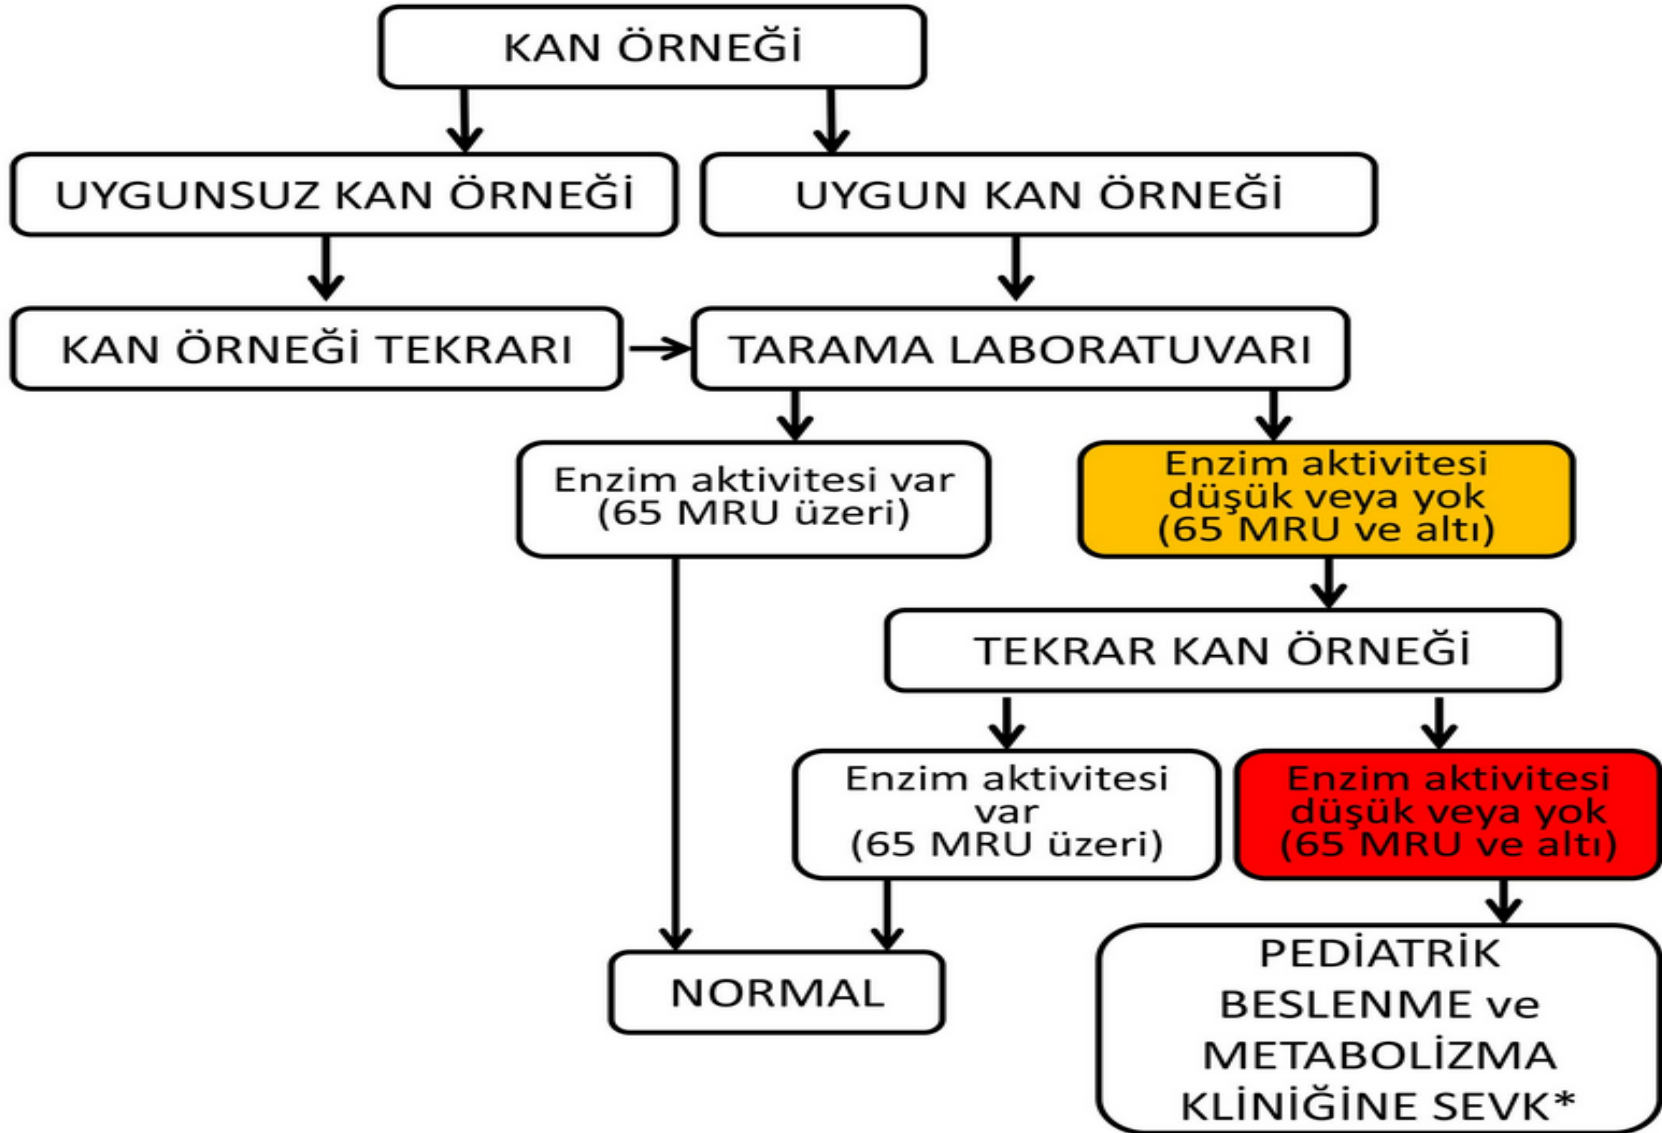 KAN ÖRNEĞİ
UYGUNSUZ KAN ÖRNEĞİ
UYGUN KAN ÖRNEĞİ
KAN ÖRNEĞİ TEKRARI
TARAMA LABORATUVARI
Enzim aktivitesi var
(65 MRU üzeri)
Enzim aktivitesi
düşük veya yok
(65 MRU ve altı)
TEKRAR KAN ÖRNEĞİ
Enzim aktivitesi
var
(65 MRU üzeri)
Enzim aktivitesi
düşük veya yok
(65 MRU ve altı)
NORMAL
PEDİATRİK
BESLENME ve
METABOLİZMA
KLİNİĞİNE SEVK*